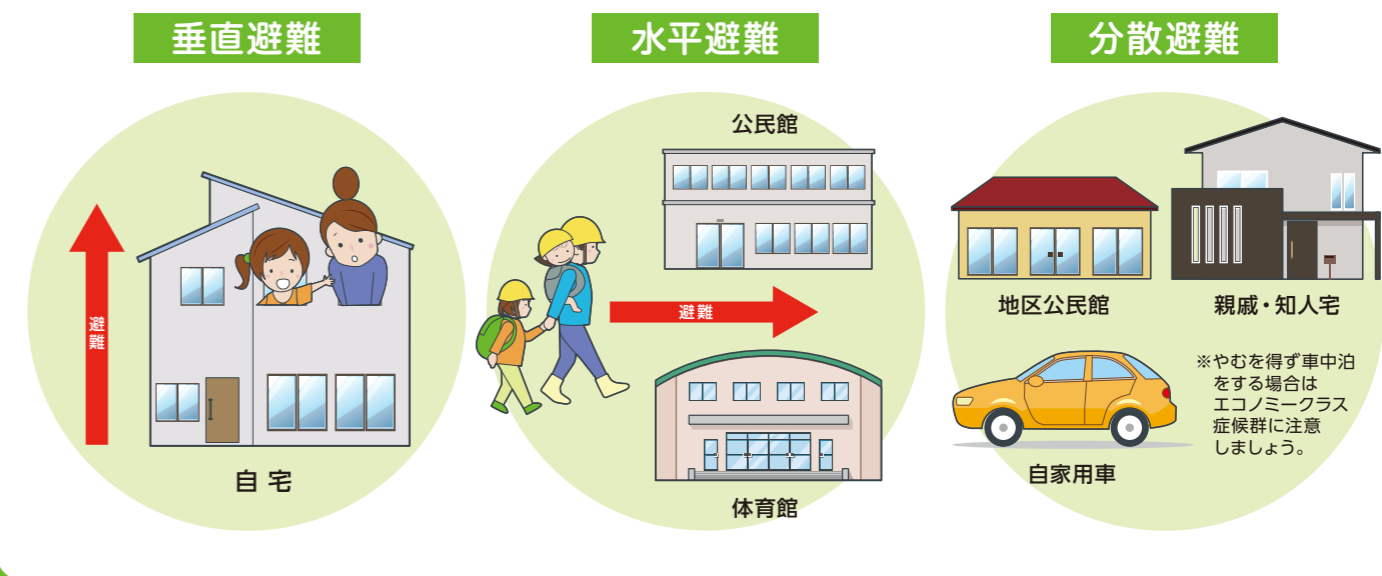 垂直避難
避難
自宅
水平避難
公民館
避難
体育館
分散避難
地区公民館
親戚・知人宅
自家用車
※やむを得ず車中泊
をする場合は
エコノミークラス
症候群に注意
しましょう。